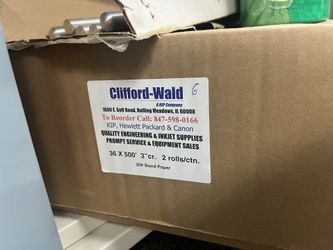 Clifford-Wald 6
A KIP Company
1600 E. Golf Road, Rolling Meadows, IL 60008
To Reorder Call: 847-598-0166
KIP, Hewlett Packard & Canon
QUALITY ENGINEERING & INKJET SUPPLIES
PROMPT SERVICE & EQUIPMENT SALES
36 X 500' 3"cr. 2 rolls/ctn.
20# Bond Paper